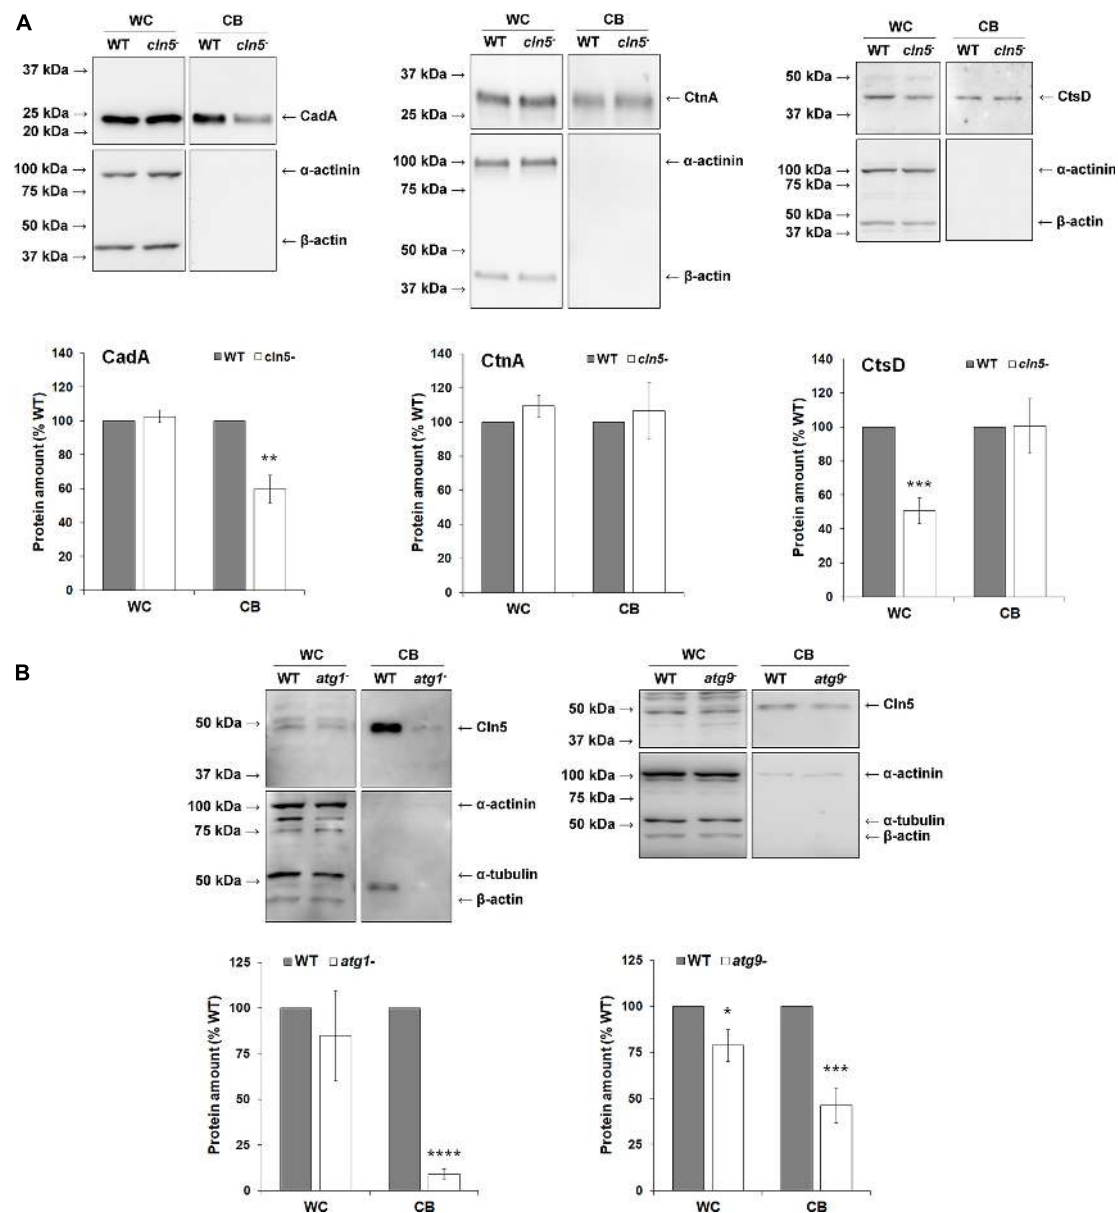 A
WC CB
WT cln5- WT cln5-
37 kDa →
25 kDa →
20 kDa →
← CadA
100 kDa →
75 kDa →
50 kDa →
37 kDa →
← α-actinin
← β-actin
WC CB
WT cln5- WT cln5-
37 kDa →
25 kDa →
← CtnA
100 kDa →
75 kDa →
50 kDa →
37 kDa →
← α-actinin
← β-actin
WC CB
WT cln5- WT cln5-
50 kDa →
37 kDa →
← CtsD
100 kDa →
75 kDa →
50 kDa →
37 kDa →
← α-actinin
← β-actin
CadA
WT cln5-
Protein amount (% WT)
140
120
100
80
60
40
20
0
**
WC CB
CtnA
WT cln5-
Protein amount (% WT)
140
120
100
80
60
40
20
0
WC CB
CtsD
WT cln5-
Protein amount (% WT)
140
120
100
80
60
40
20
0
***
WC CB
B
WC CB
WT atg1- WT atg1-
50 kDa →
37 kDa →
← Cln5
100 kDa →
75 kDa →
50 kDa →
← α-actinin
← α-tubulin
← β-actin
WC CB
WT atg9- WT atg9-
50 kDa →
37 kDa →
← Cln5
100 kDa →
75 kDa →
50 kDa →
← α-actinin
← α-tubulin
← β-actin
WT atg1-
Protein amount (% WT)
125
100
75
50
25
0
****
WC CB
WT atg9-
Protein amount (% WT)
125
100
75
50
25
0
*
***
WC CB